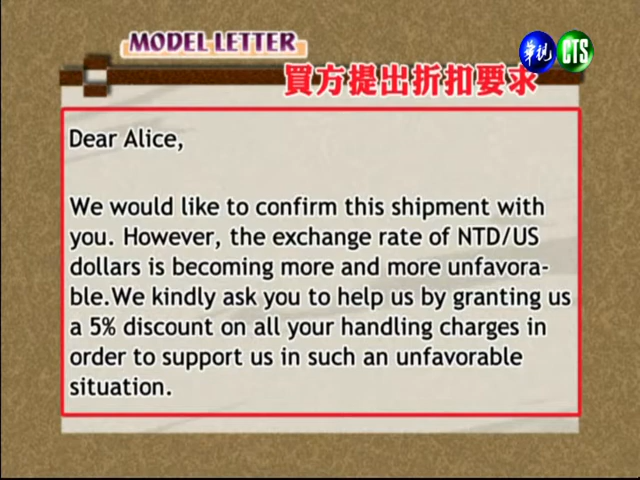 MODEL LETTER
華視 CTS
買方提出折扣要求
Dear Alice,
We would like to confirm this shipment with
you. However, the exchange rate of NTD/US
dollars is becoming more and more unfavora-
ble.We kindly ask you to help us by granting us
a 5% discount on all your handling charges in
order to support us in such an unfavorable
situation.